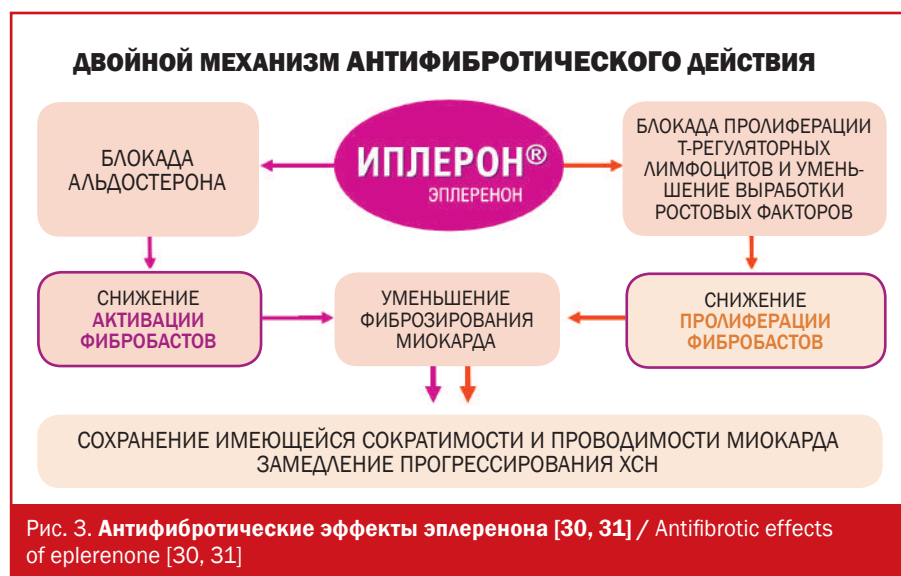 ДВОЙНОЙ МЕХАНИЗМ АНТИФИБРОТИЧЕСКОГО ДЕЙСТВИЯ
БЛОКАДА
АЛЬДОСТЕРОНА
ИПЛЕРОН®
ЭПЛЕРЕНОН
БЛОКАДА ПРОЛИФЕРАЦИИ
Т-РЕГУЛЯТОРНЫХ
ЛИМФОЦИТОВ И УМЕНЬ-
ШЕНИЕ ВЫРАБОТКИ
РОСТОВЫХ ФАКТОРОВ
СНИЖЕНИЕ
АКТИВАЦИИ
ФИБРОБАСТОВ
УМЕНЬШЕНИЕ
ФИБРОЗИРОВАНИЯ
МИОКАРДА
СНИЖЕНИЕ
ПРОЛИФЕРАЦИИ
ФИБРОБАСТОВ
СОХРАНЕНИЕ ИМЕЮЩЕЙСЯ СОКРАТИМОСТИ И ПРОВОДИМОСТИ МИОКАРДА
ЗАМЕДЛЕНИЕ ПРОГРЕССИРОВАНИЯ ХСН
Рис. 3. Антифибротические эффекты эплеренона [30, 31] / Antifibrotic effects
of eplerenone [30, 31]